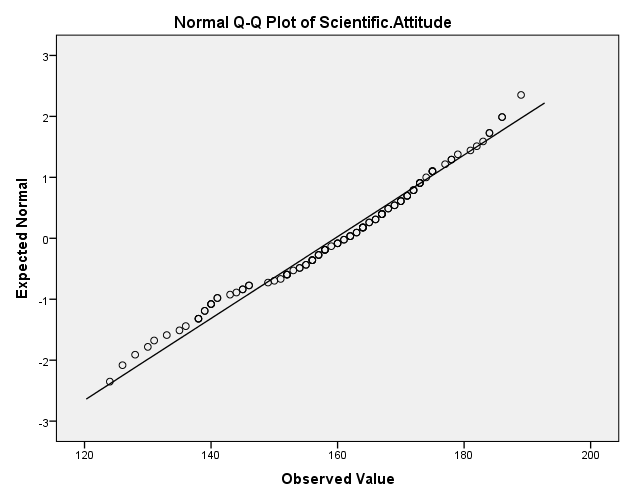 Normal Q-Q Plot of Scientific.Attitude
3
2
1
0
-1
-2
-3
Expected Normal
120 140 160 180 200
Observed Value